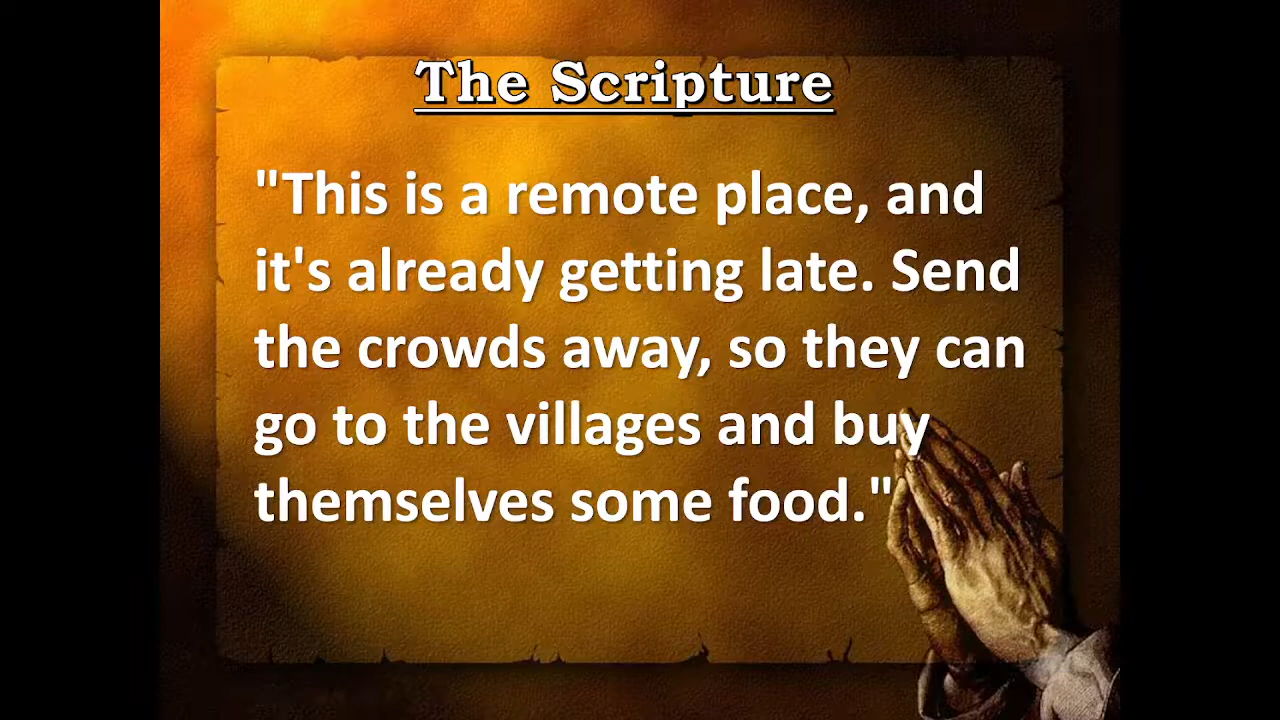 The Scripture
"This is a remote place, and
it's already getting late. Send
the crowds away, so they can
go to the villages and buy
themselves some food."